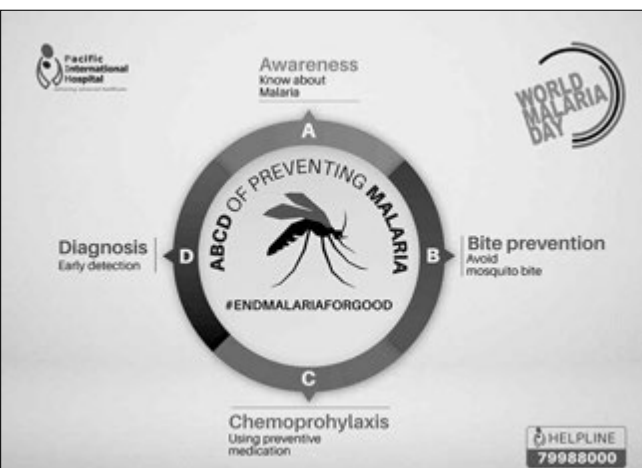 Pacific
International
Hospital
Awareness
Know about
Malaria
WORLD
MALARIA
DAY
A
ABCD OF PREVENTING MALARIA
Diagnosis
Early detection
D
B
Bite prevention
Avoid
mosquito bite
#ENDMALARIAFORGOOD
C
Chemoprohylaxis
Using preventive
medication
HELPLINE
79988000